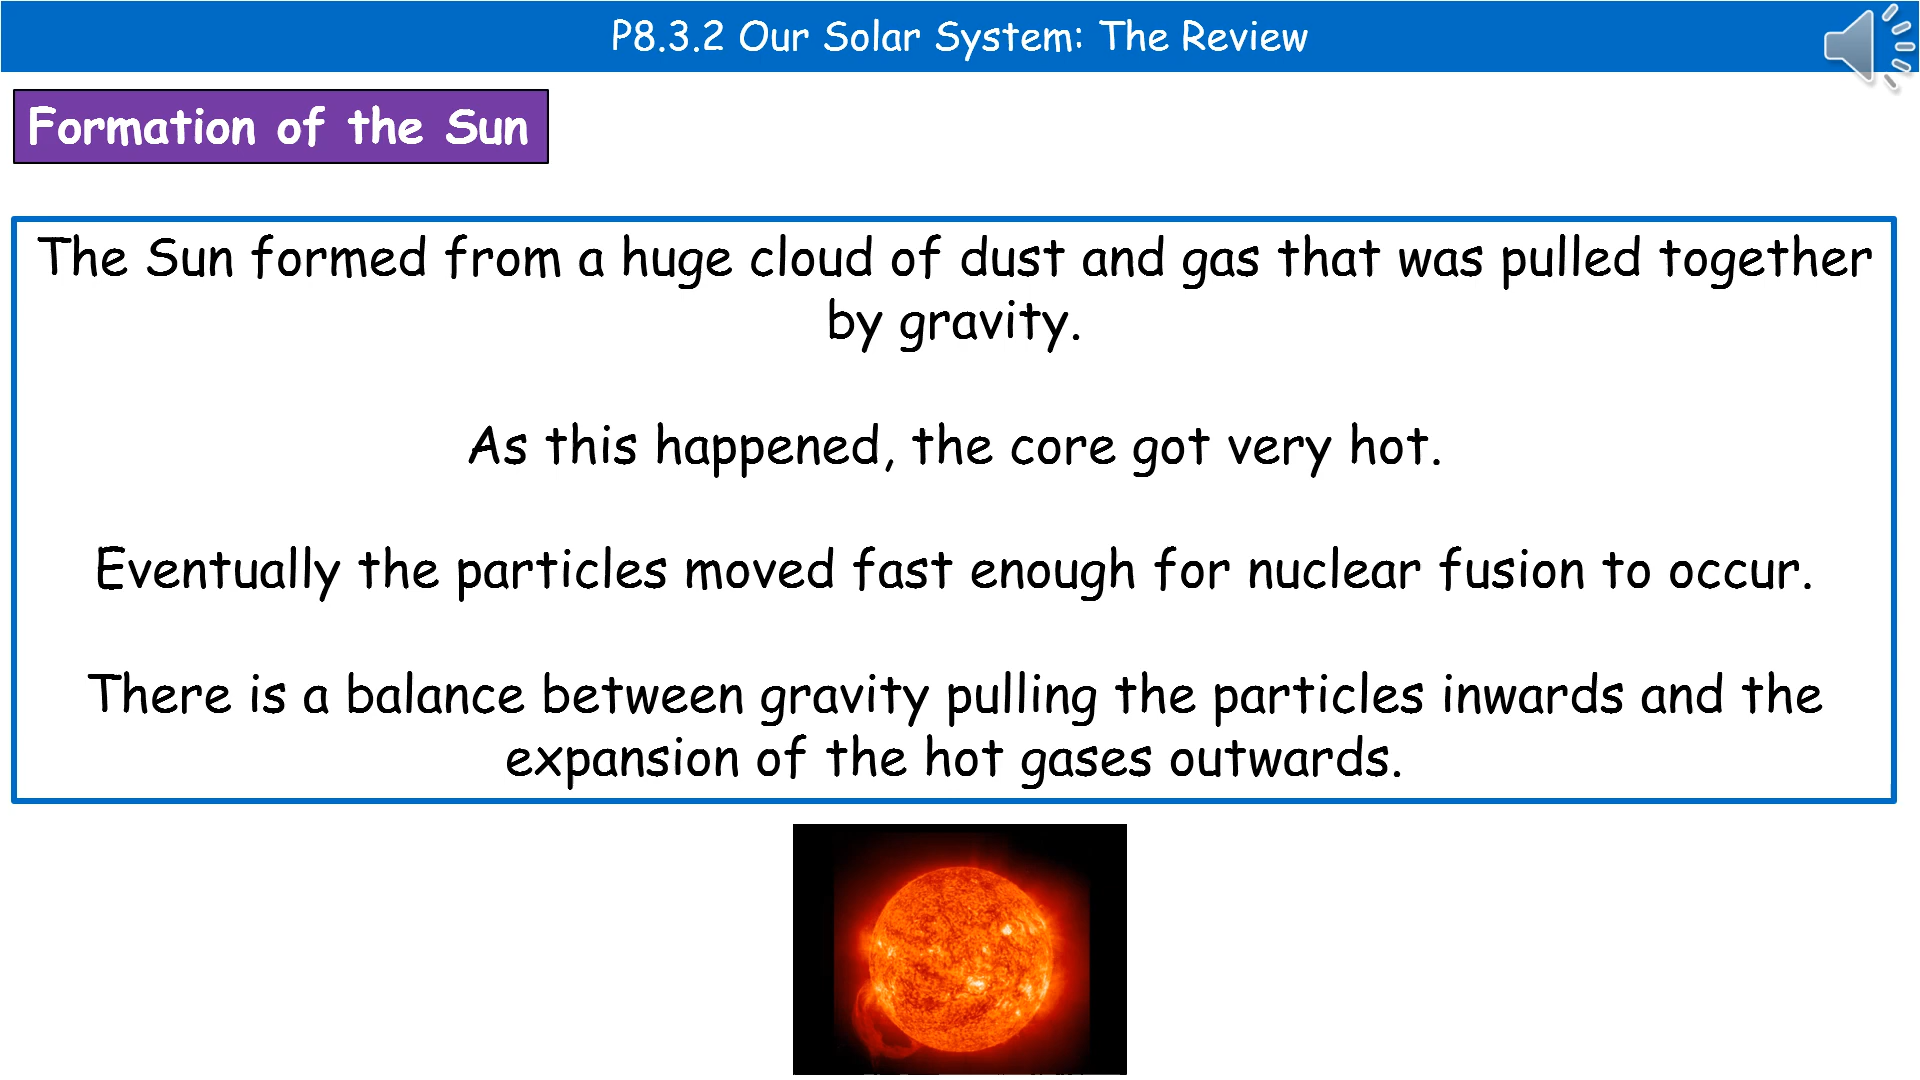 P8.3.2 Our Solar System: The Review
Formation of the Sun
The Sun formed from a huge cloud of dust and gas that was pulled together
by gravity.
As this happened, the core got very hot.
Eventually the particles moved fast enough for nuclear fusion to occur.
There is a balance between gravity pulling the particles inwards and the
expansion of the hot gases outwards.